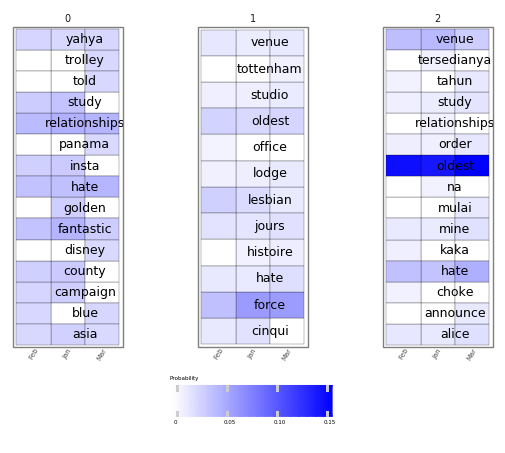 0
yahya
trolley
told
study
relationships
panama
insta
hate
golden
fantastic
disney
county
campaign
blue
asia
Feb Jan Mar
1
venue
tottenham
studio
oldest
office
lodge
lesbian
jours
histoire
hate
force
cinqui
Feb Jan Mar
2
venue
tersedianya
tahun
study
relationships
order
oldest
na
mulai
mine
kaka
hate
choke
announce
alice
Feb Jan Mar
Probability
0 0.05 0.10 0.15